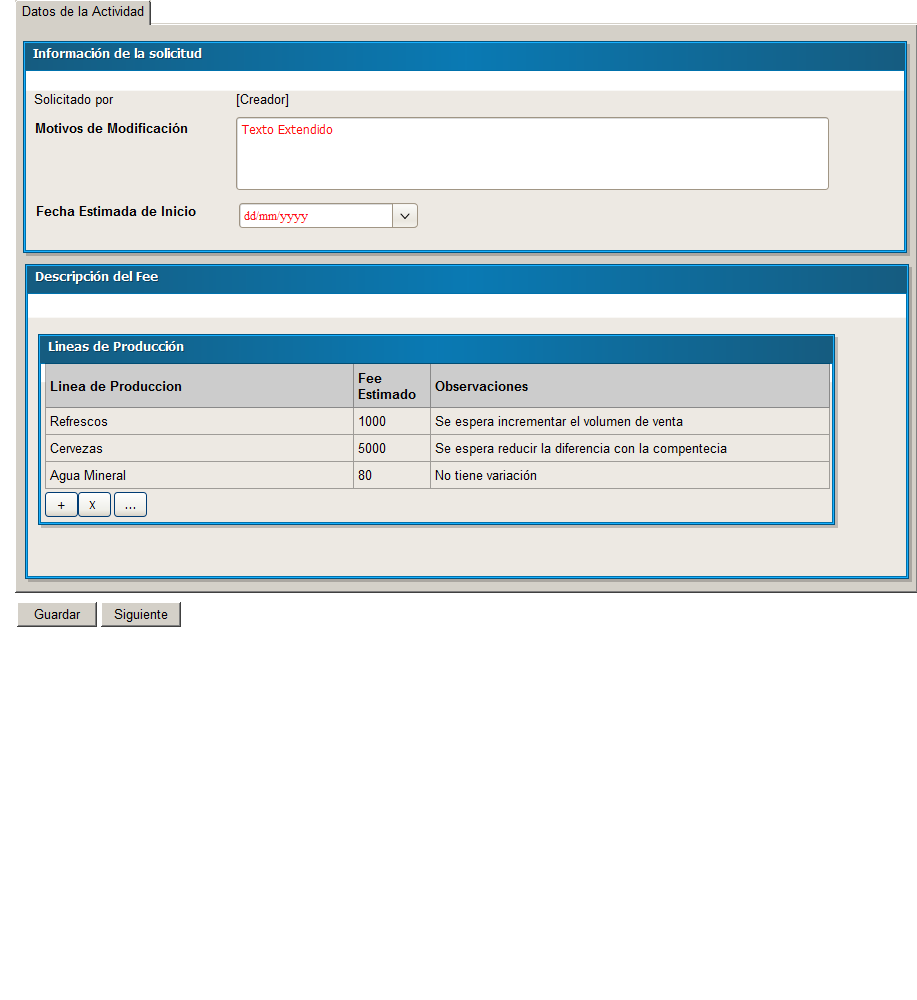 Datos de la Actividad
Información de la solicitud
Solicitado por [Creador]
Motivos de Modificación Texto Extendido
Fecha Estimada de Inicio dd/mm/yyyy
Descripción del Fee
Lineas de Producción
Linea de Produccion Fee Estimado Observaciones
Refrescos 1000 Se espera incrementar el volumen de venta
Cervezas 5000 Se espera reducir la diferencia con la compentecia
Agua Mineral 80 No tiene variación
+ x ...
Guardar Siguiente